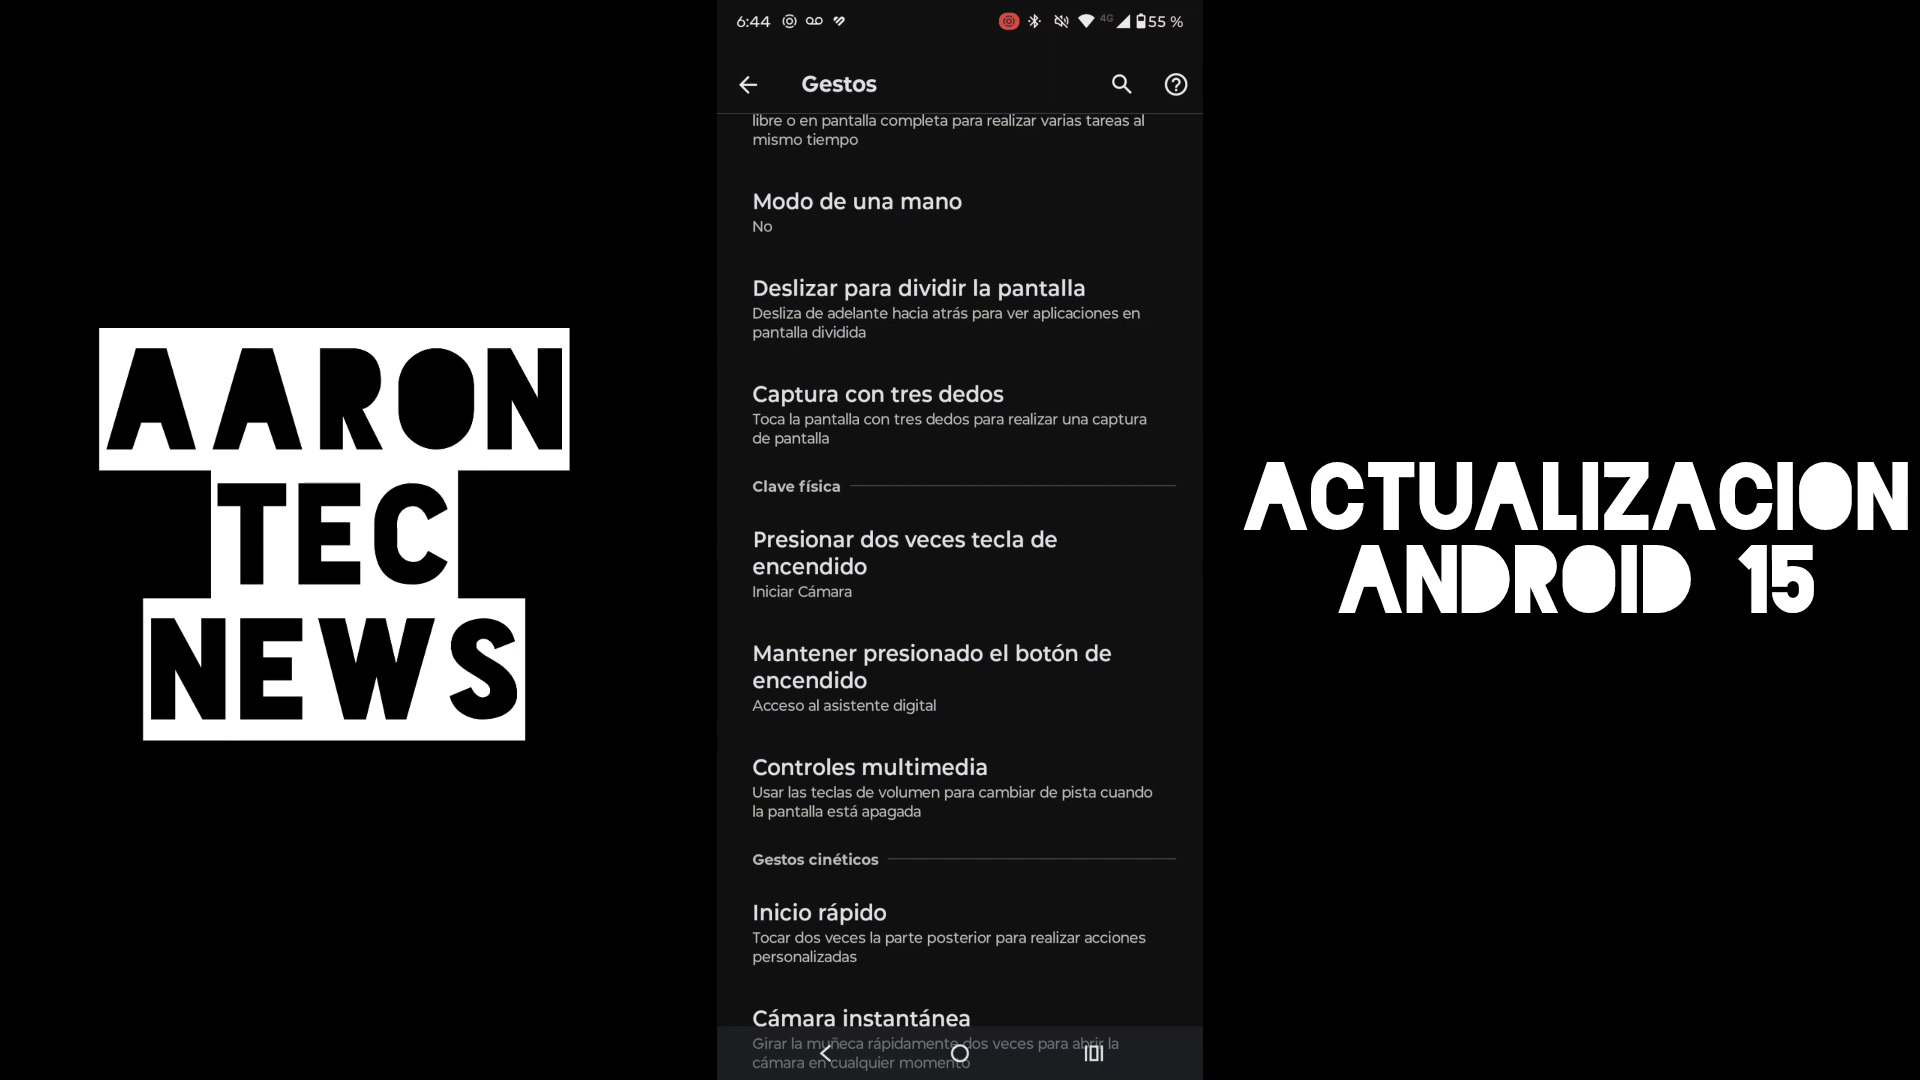 AARON
TEC
NEWS
6:44
4G
55 %
Gestos
libre o en pantalla completa para realizar varias tareas al
mismo tiempo
Modo de una mano
No
Deslizar para dividir la pantalla
Desliza de adelante hacia atrás para ver aplicaciones en
pantalla dividida
Captura con tres dedos
Toca la pantalla con tres dedos para realizar una captura
de pantalla
Clave física
Presionar dos veces tecla de
encendido
Iniciar Cámara
Mantener presionado el botón de
encendido
Acceso al asistente digital
Controles multimedia
Usar las teclas de volumen para cambiar de pista cuando
la pantalla está apagada
Gestos cinéticos
Inicio rápido
Tocar dos veces la parte posterior para realizar acciones
personalizadas
Cámara instantánea
Girar la muñeca rápidamente dos veces para abrir la
cámara en cualquier momento
ACTUALIZACION
ANDROID 15